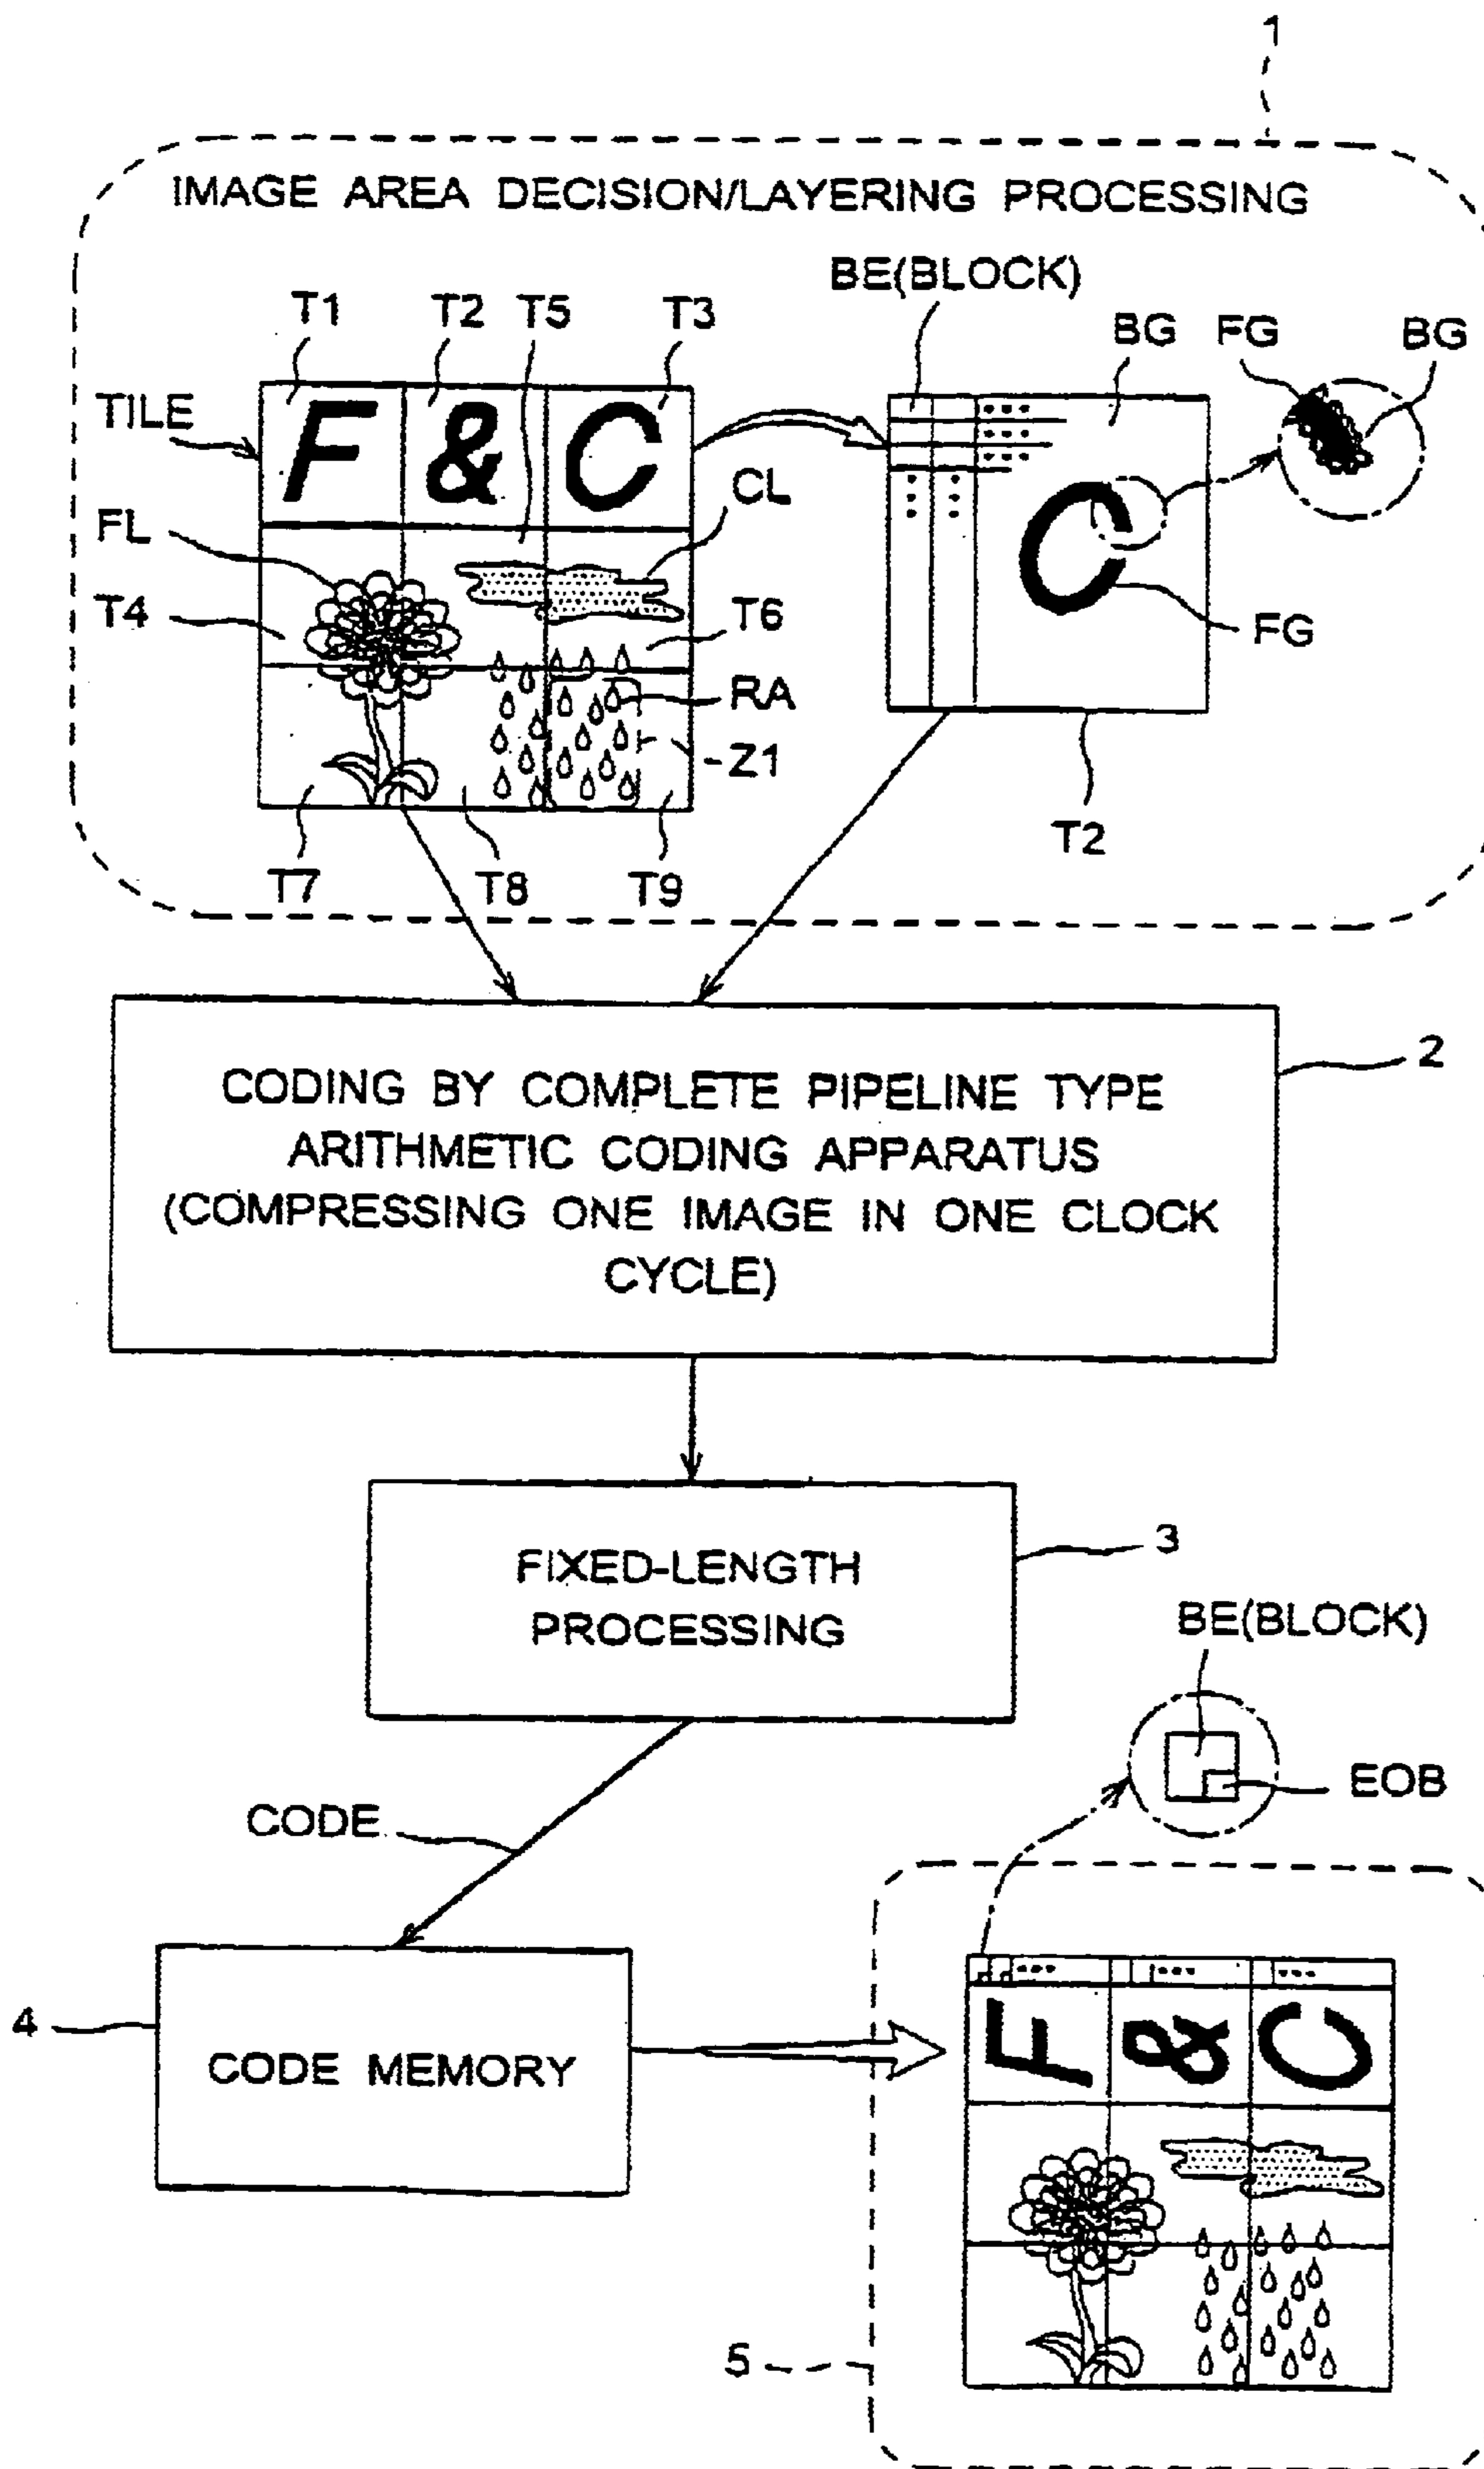 1
IMAGE AREA DECISION/LAYERING PROCESSING
BE(BLOCK)
T1
T2
T5
T3
BG
FG
BG
TILE
F & C
CL
FL
C
T4
T6
FG
RA
Z1
T2
T7
T8
T9
CODING BY COMPLETE PIPELINE TYPE
ARITHMETIC CODING APPARATUS
(COMPRESSING ONE IMAGE IN ONE CLOCK
CYCLE)
2
FIXED-LENGTH
PROCESSING
3
BE(BLOCK)
EOB
CODE
4
CODE MEMORY
F & C
5